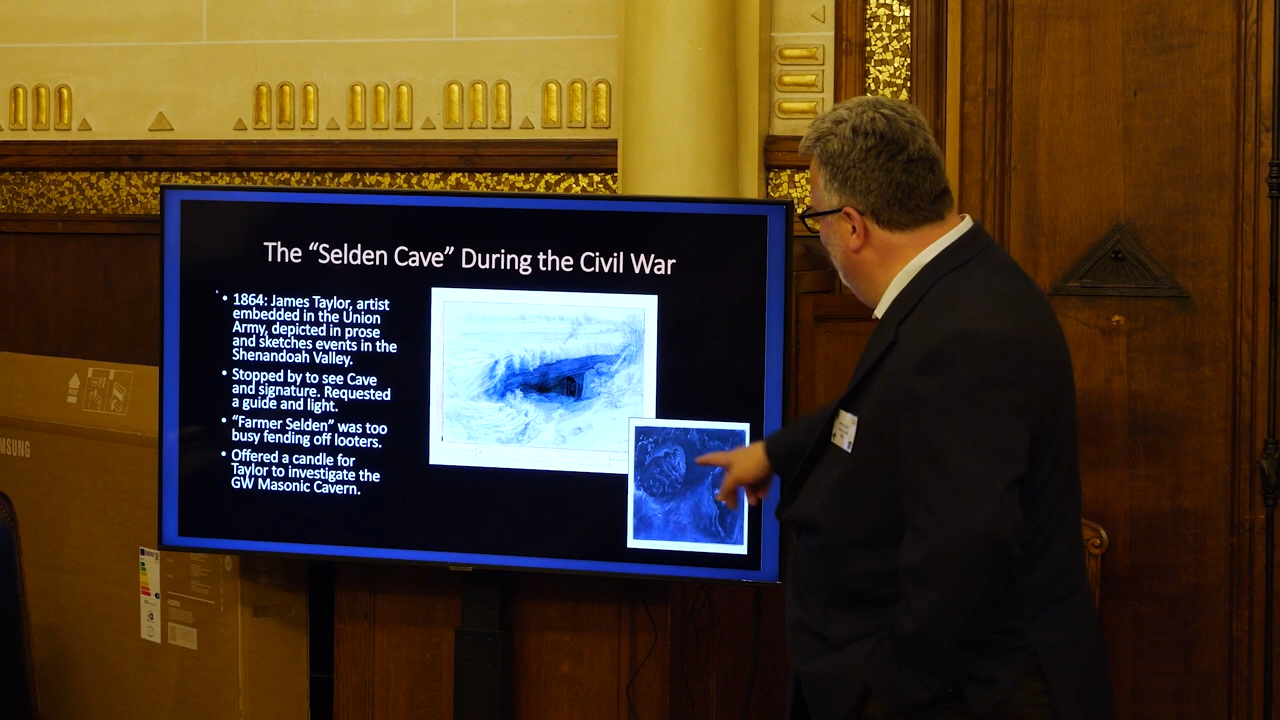 The “Selden Cave” During the Civil War
• 1864: James Taylor, artist
embedded in the Union
Army, depicted in prose
and sketches events in the
Shenandoah Valley.
• Stopped by to see Cave
and signature. Requested
a guide and light.
• “Farmer Selden” was too
busy fending off looters.
• Offered a candle for
Taylor to investigate the
GW Masonic Cavern.
SAMSUNG